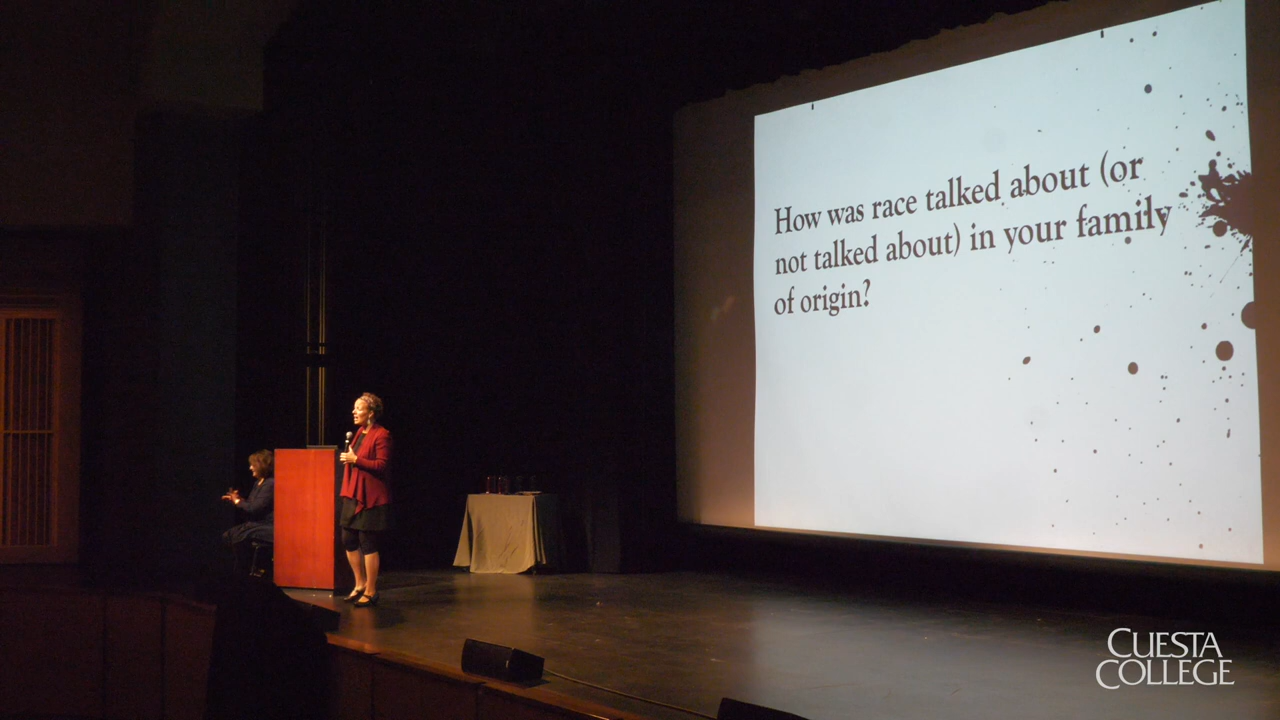 How was race talked about (or
not talked about) in your family
of origin?
CUESTA
COLLEGE